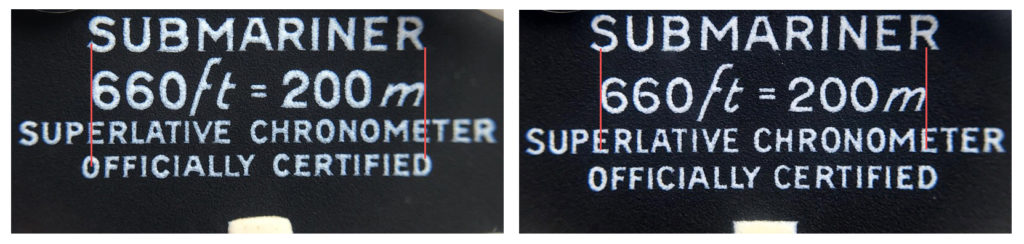 SUBMARINER
660ft = 200m
SUPERLATIVE CHRONOMETER
OFFICIALLY CERTIFIED
SUBMARINER
660ft = 200m
SUPERLATIVE CHRONOMETER
OFFICIALLY CERTIFIED